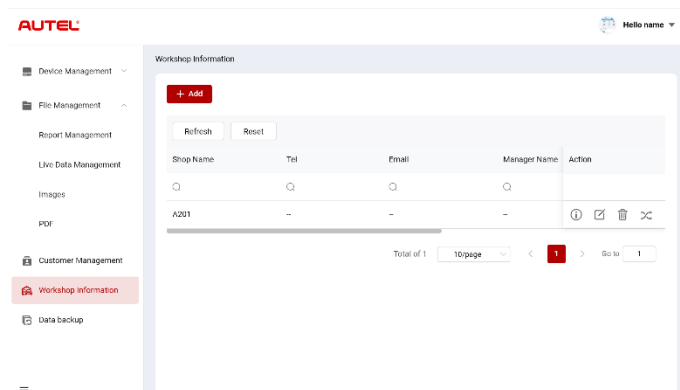 AUTEL
Hello name
Device Management
File Management
Report Management
Live Data Management
Images
PDF
Customer Management
Workshop Information
Data backup
Workshop Information
+ Add
Refresh Reset
Shop Name Tel Email Manager Name Action
A201 -- -- --
Total of 1 10/page < 1 > Go to 1